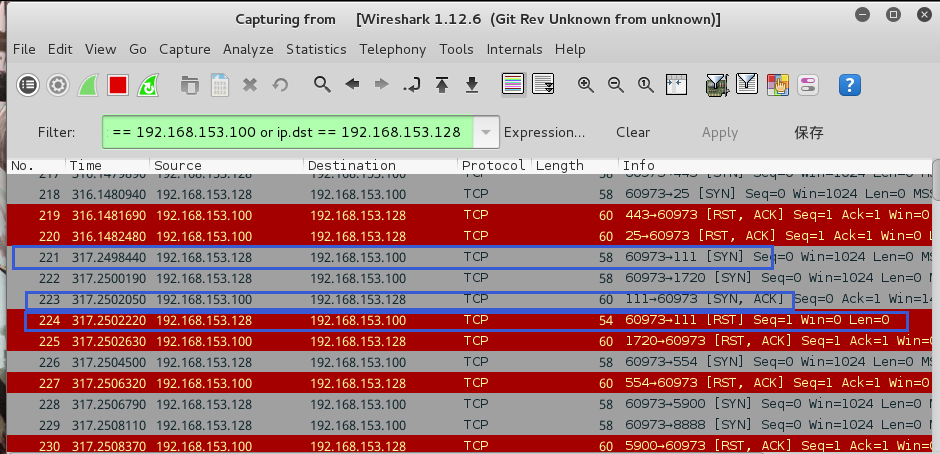 Capturing from [Wireshark 1.12.6 (Git Rev Unknown from unknown)]
File Edit View Go Capture Analyze Statistics Telephony Tools Internals Help
Filter: == 192.168.153.100 or ip.dst == 192.168.153.128 Expression... Clear Apply 保存
No. Time Source Destination Protocol Length Info
217 316.1479690 192.168.153.128 192.168.153.100 TCP 58 60973→443 [SYN] Seq=0 Win=1024 Len=0 MSS
218 316.1480940 192.168.153.128 192.168.153.100 TCP 58 60973→25 [SYN] Seq=0 Win=1024 Len=0 MSS
219 316.1481690 192.168.153.100 192.168.153.128 TCP 60 443→60973 [RST, ACK] Seq=1 Ack=1 Win=0
220 316.1482480 192.168.153.100 192.168.153.128 TCP 60 25→60973 [RST, ACK] Seq=1 Ack=1 Win=0 L
221 317.2498440 192.168.153.128 192.168.153.100 TCP 58 60973→111 [SYN] Seq=0 Win=1024 Len=0 M
222 317.2500190 192.168.153.128 192.168.153.100 TCP 58 60973→1720 [SYN] Seq=0 Win=1024 Len=0
223 317.2502050 192.168.153.100 192.168.153.128 TCP 60 111→60973 [SYN, ACK] Seq=0 Ack=1 Win=14
224 317.2502220 192.168.153.128 192.168.153.100 TCP 54 60973→111 [RST] Seq=1 Win=0 Len=0
225 317.2502630 192.168.153.100 192.168.153.128 TCP 60 1720→60973 [RST, ACK] Seq=1 Ack=1 Win=
226 317.2504500 192.168.153.128 192.168.153.100 TCP 58 60973→554 [SYN] Seq=0 Win=1024 Len=0 M
227 317.2506320 192.168.153.100 192.168.153.128 TCP 60 554→60973 [RST, ACK] Seq=1 Ack=1 Win=0
228 317.2506790 192.168.153.128 192.168.153.100 TCP 58 60973→5900 [SYN] Seq=0 Win=1024 Len=0
229 317.2508110 192.168.153.128 192.168.153.100 TCP 58 60973→8888 [SYN] Seq=0 Win=1024 Len=0
230 317.2508370 192.168.153.100 192.168.153.128 TCP 60 5900→60973 [RST, ACK] Seq=1 Ack=1 Win=